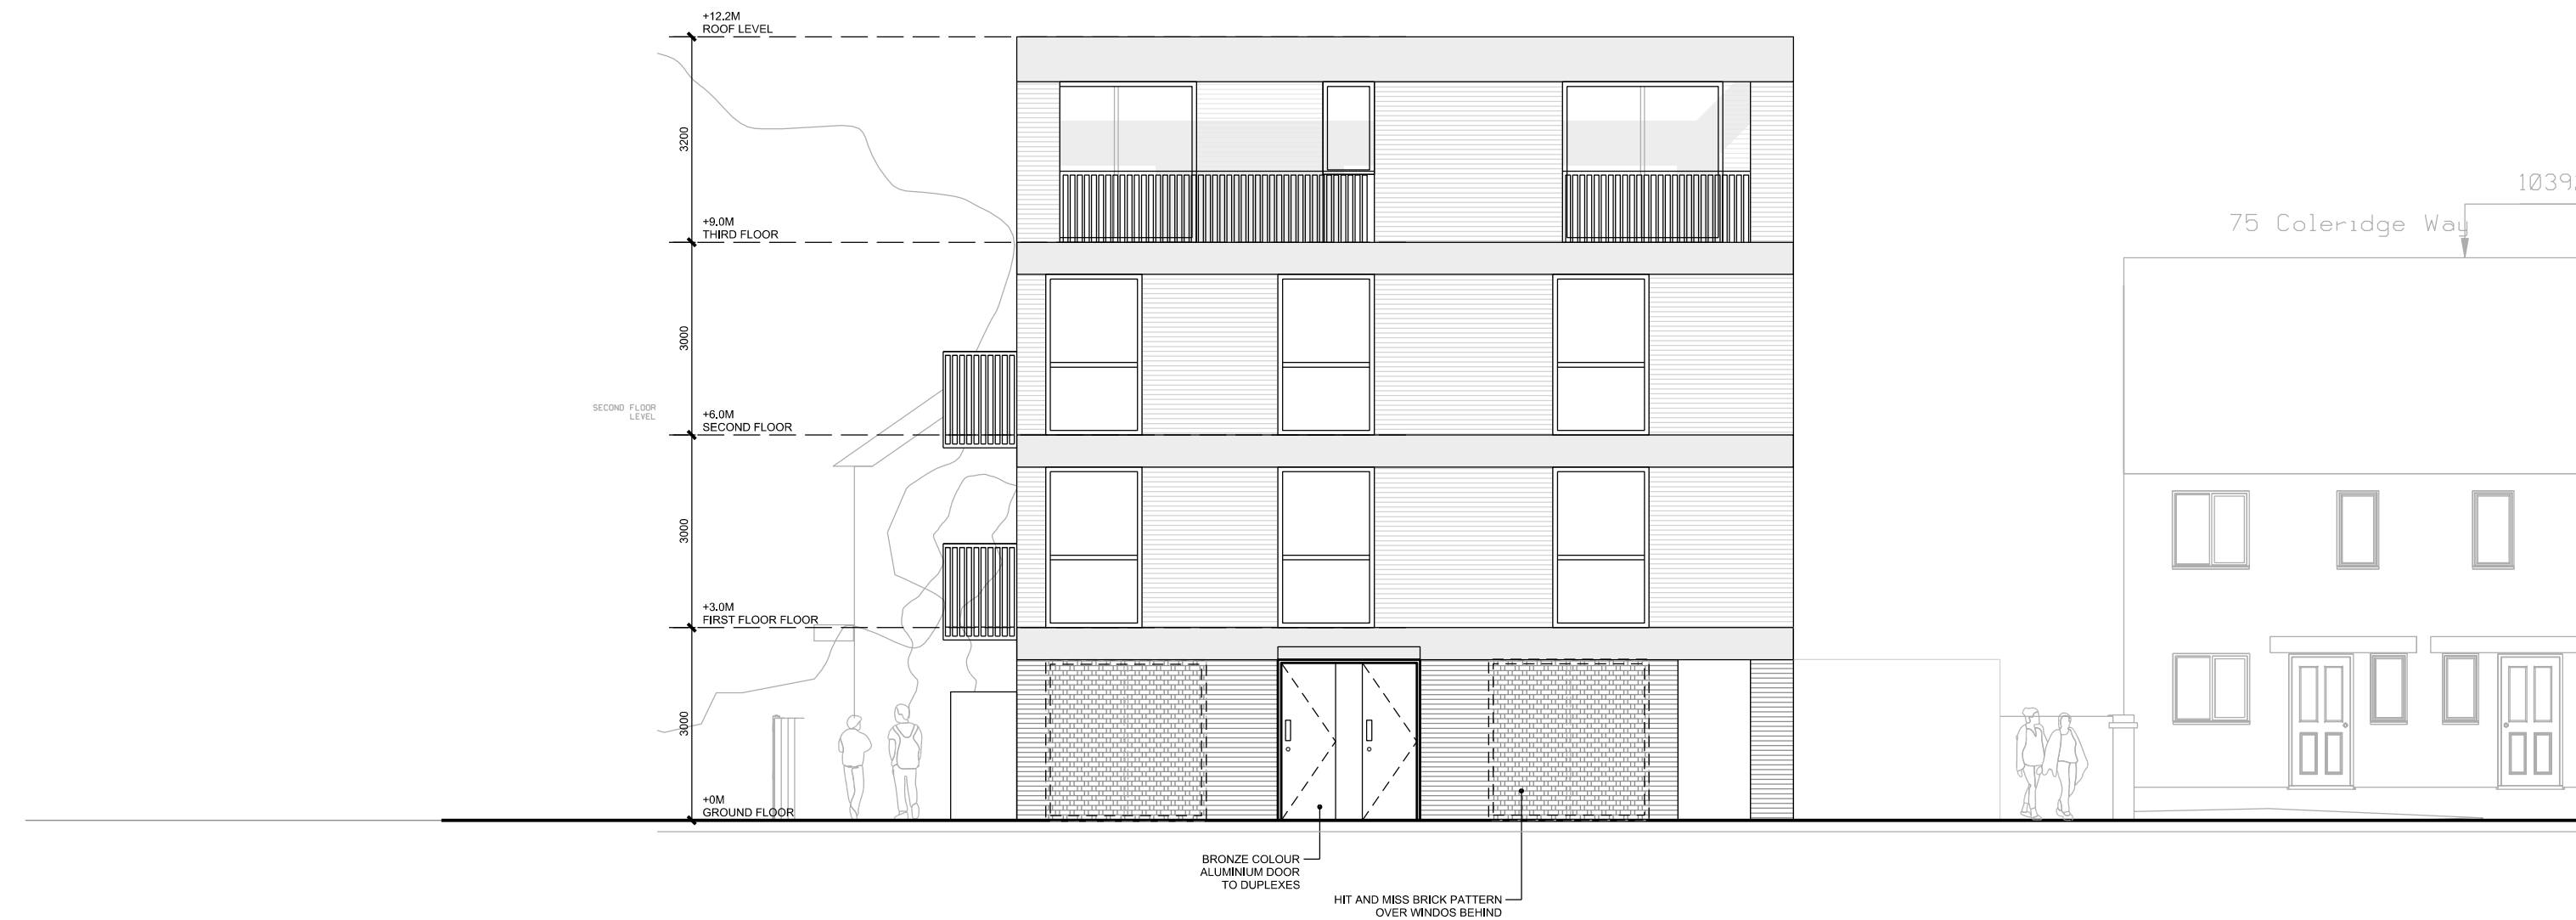 +12.2M
ROOF LEVEL
3200
+9.0M
THIRD FLOOR
3000
SECOND FLOOR
LEVEL
+6.0M
SECOND FLOOR
3000
+3.0M
FIRST FLOOR FLOOR
3000
+0M
GROUND FLOOR
BRONZE COLOUR
ALUMINIUM DOOR
TO DUPLEXES
HIT AND MISS BRICK PATTERN
OVER WINDOS BEHIND
75 Coleridge Way